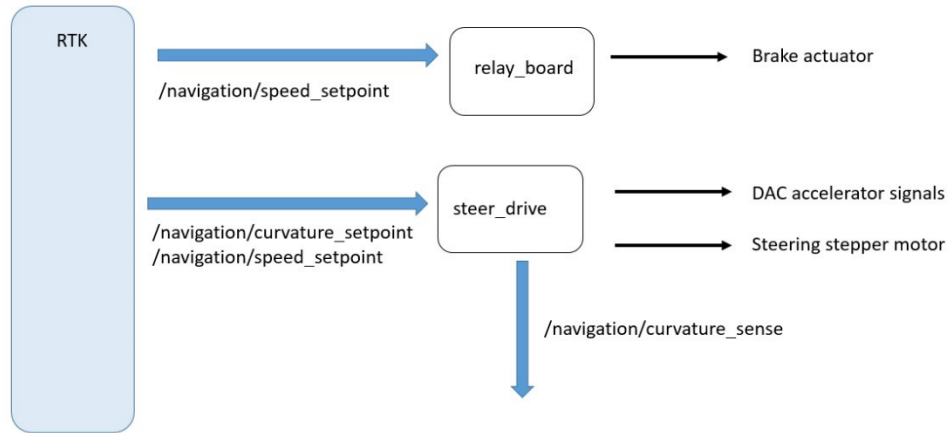 RTK
/navigation/speed_setpoint
relay_board
Brake actuator
/navigation/curvature_setpoint
/navigation/speed_setpoint
steer_drive
DAC accelerator signals
Steering stepper motor
/navigation/curvature_sense